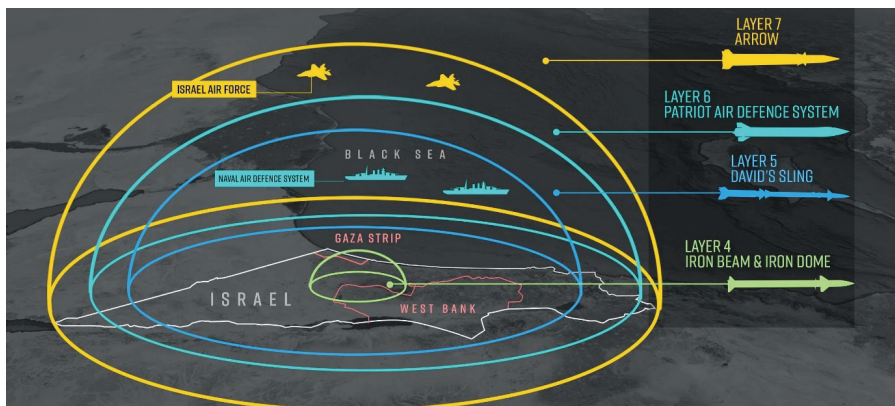 LAYER 7
ARROW
ISRAEL AIR FORCE
LAYER 6
PATRIOT AIR DEFENCE SYSTEM
BLACK SEA
LAYER 5
DAVID'S SLING
NAVAL AIR DEFENCE SYSTEM
GAZA STRIP
LAYER 4
IRON BEAM & IRON DOME
ISRAEL
WEST BANK